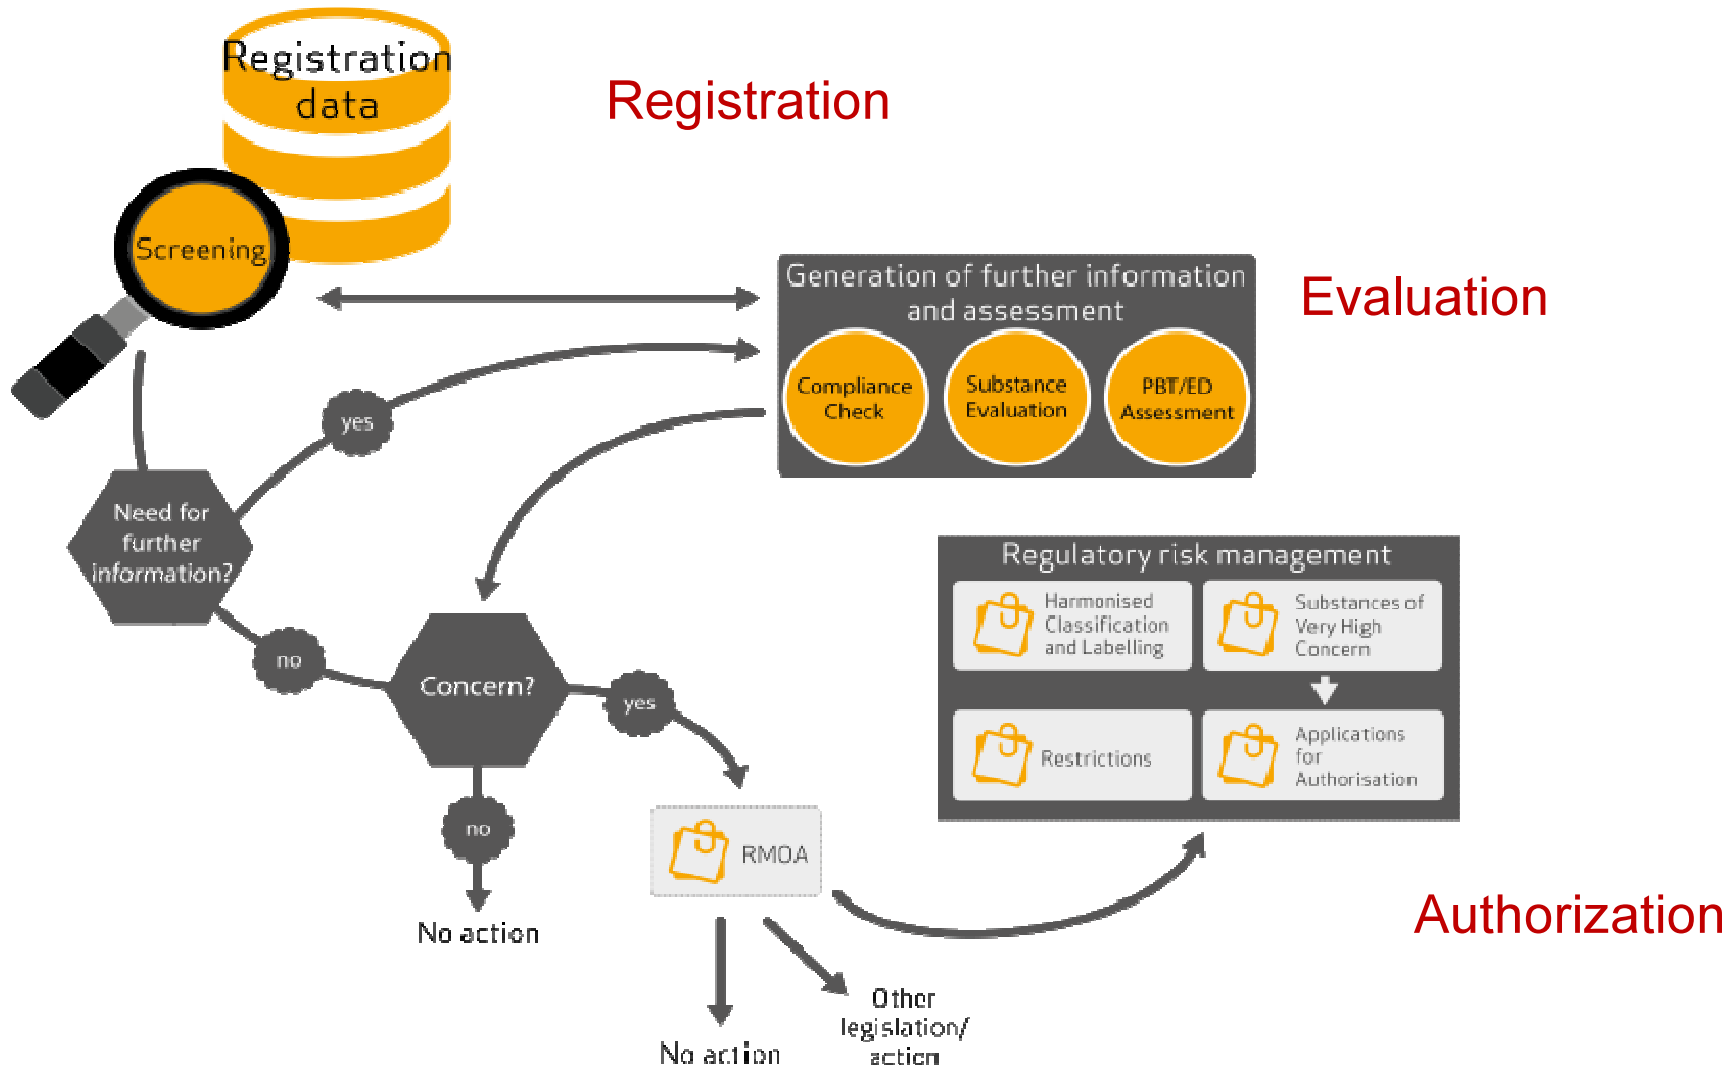 Registration
data
Registration
Screening
Generation of further information
and assessment
Evaluation
Compliance
Check
Substance
Evaluation
PBT/ED
Assessment
yes
Need for
further
information?
Regulatory risk management
Harmonised
Classification
and Labelling
Substances of
Very High
Concern
no
Concern?
yes
Restrictions
Applications
for
Authorisation
no
RMOA
No action
Authorization
Other
legislation/
action
No action